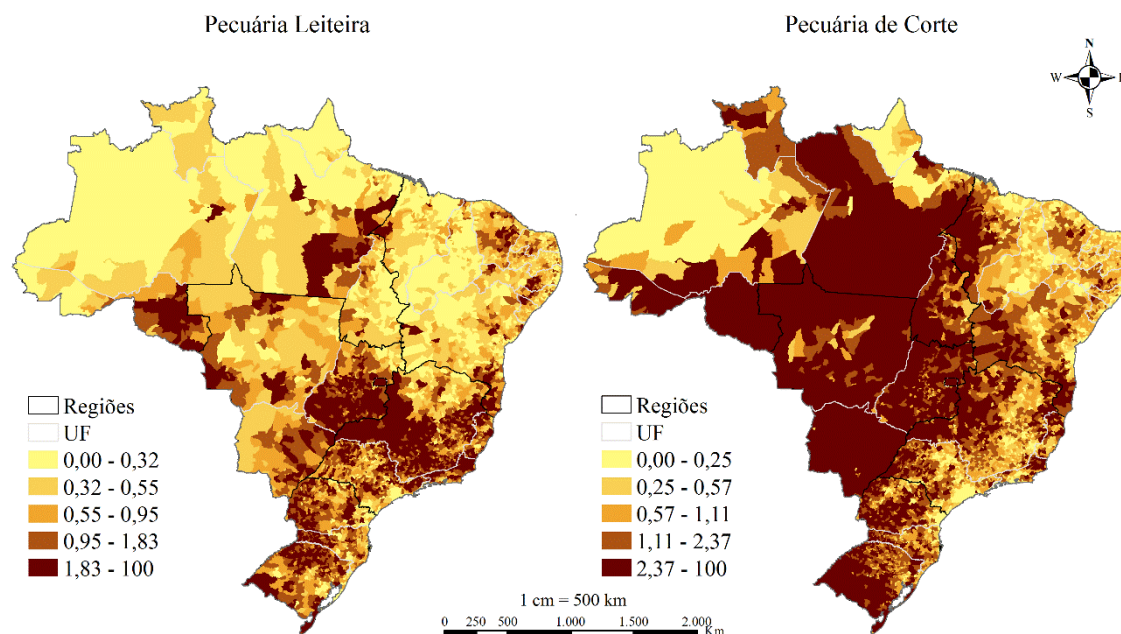 Pecuária Leiteira
Pecuária de Corte
N
W
E
S
Regiões
UF
0,00 - 0,32
0,32 - 0,55
0,55 - 0,95
0,95 - 1,83
1,83 - 100
Regiões
UF
0,00 - 0,25
0,25 - 0,57
0,57 - 1,11
1,11 - 2,37
2,37 - 100
1 cm = 500 km
0 250 500 1.000 1.500 2.000
Km